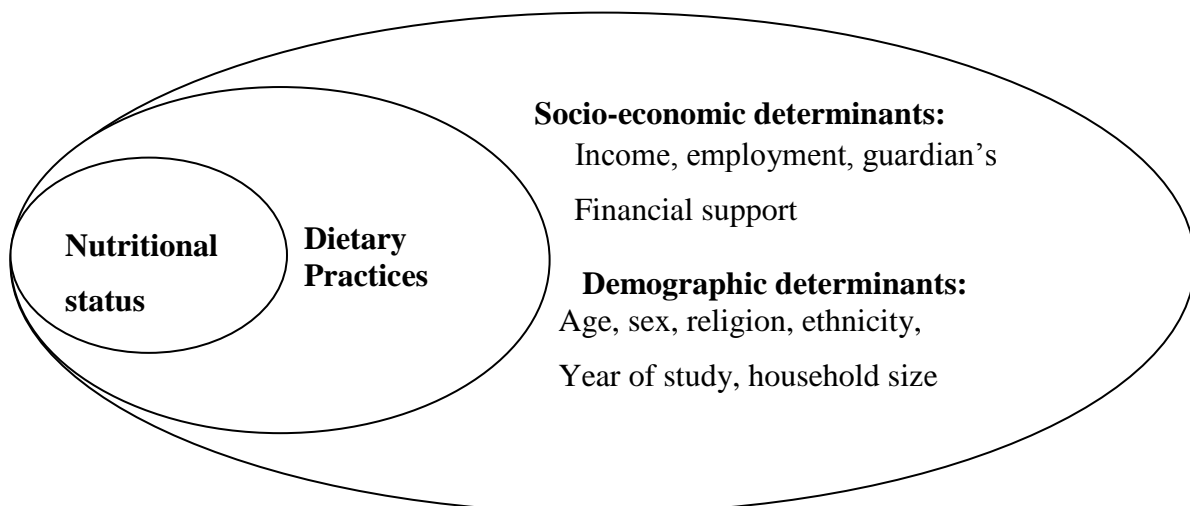 Nutritional
status
Dietary
Practices
Socio-economic determinants:
Income, employment, guardian’s
Financial support
Demographic determinants:
Age, sex, religion, ethnicity,
Year of study, household size